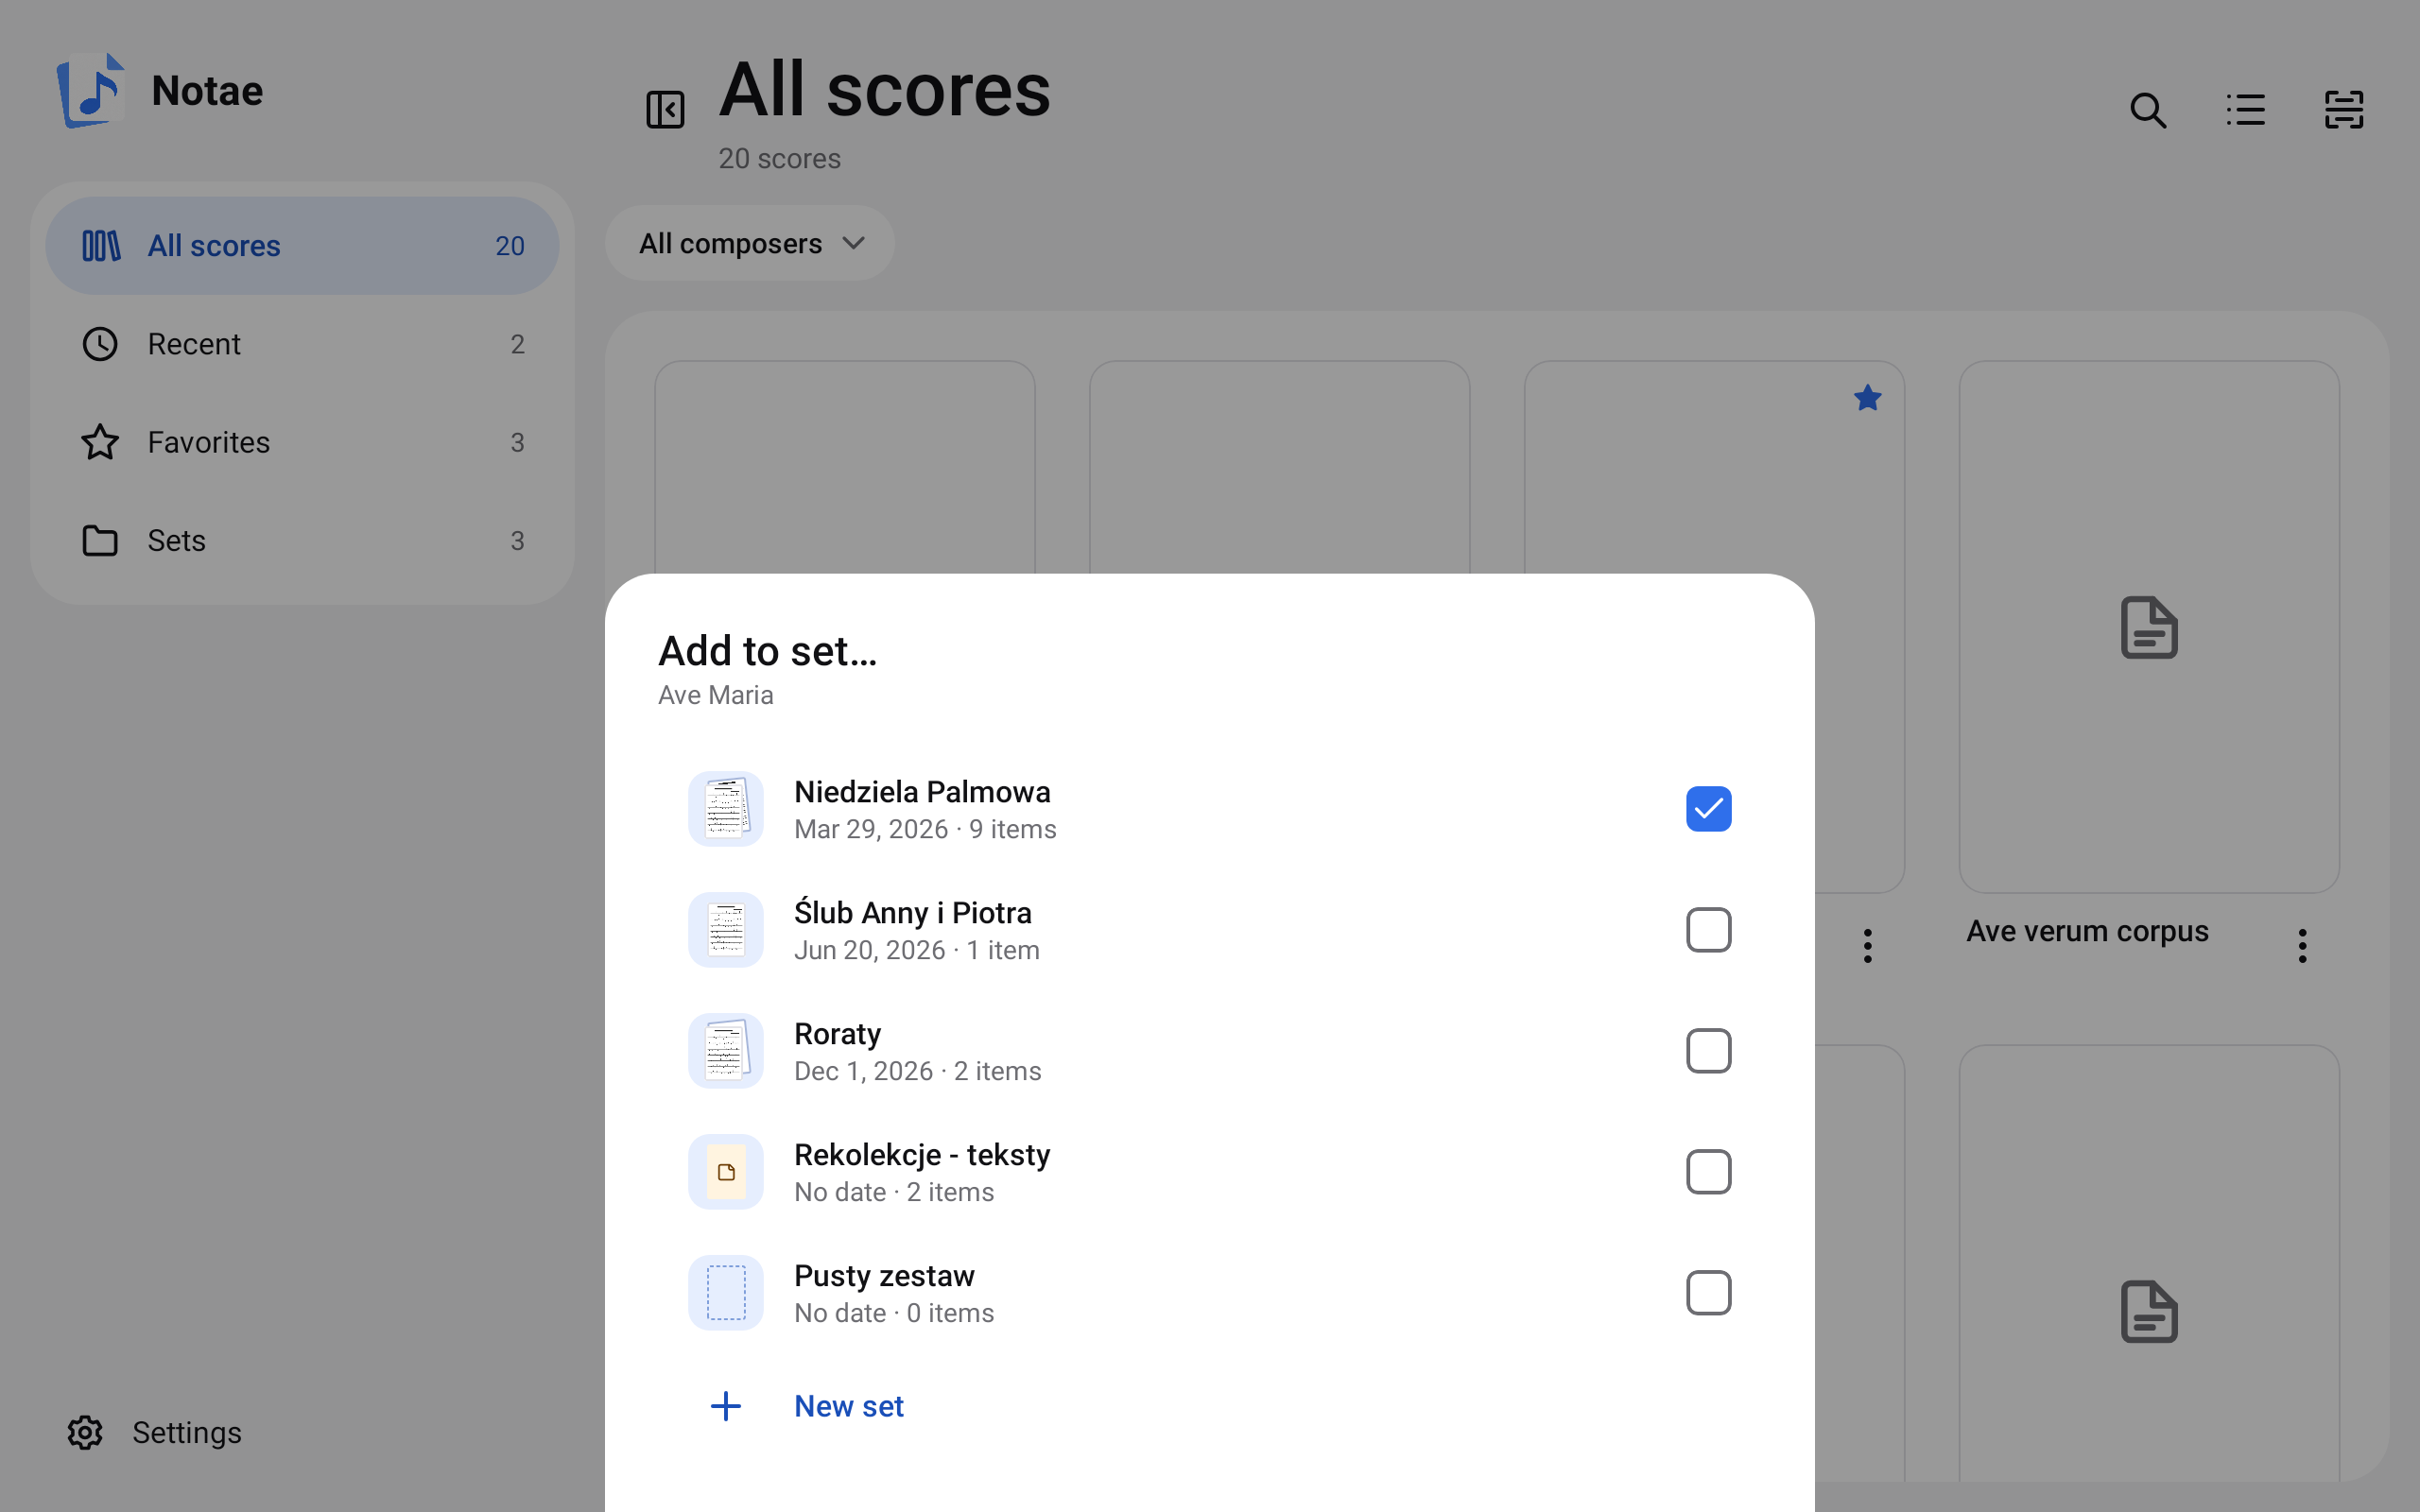 Notae
All scores
20 scores
All scores 20
Recent 2
Favorites 3
Sets 3
All composers
Ave verum corpus
Add to set...
Ave Maria
Niedziela Palmowa
Mar 29, 2026 · 9 items
Ślub Anny i Piotra
Jun 20, 2026 · 1 item
Roraty
Dec 1, 2026 · 2 items
Rekolekcje - teksty
No date · 2 items
Pusty zestaw
No date · 0 items
New set
Settings